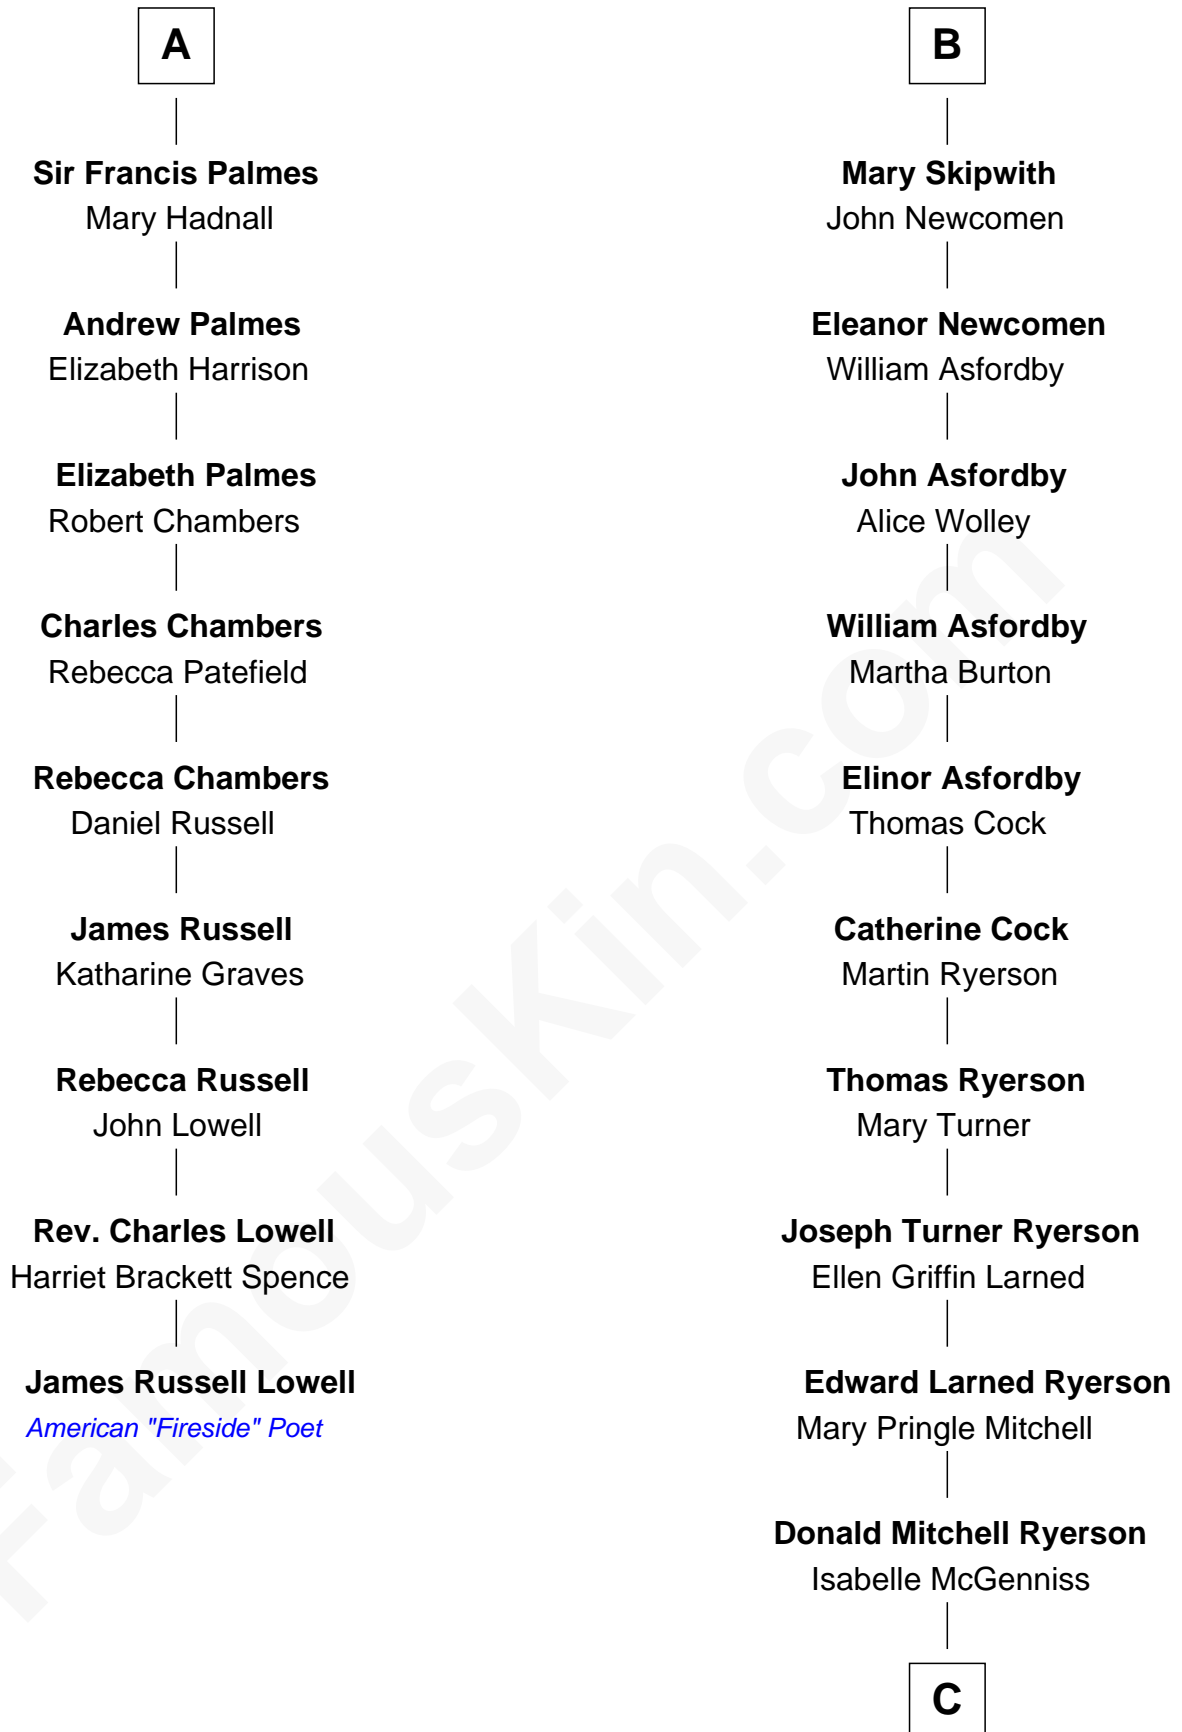 A
Sir Francis Palmes
Mary Hadnall
Andrew Palmes
Elizabeth Harrison
Elizabeth Palmes
Robert Chambers
Charles Chambers
Rebecca Patefield
Rebecca Chambers
Daniel Russell
James Russell
Katharine Graves
Rebecca Russell
John Lowell
Rev. Charles Lowell
Harriet Brackett Spence
James Russell Lowell
American "Fireside" Poet
B
Mary Skipwith
John Newcomen
Eleanor Newcomen
William Asfordby
John Asfordby
Alice Wolley
William Asfordby
Martha Burton
Elinor Asfordby
Thomas Cock
Catherine Cock
Martin Ryerson
Thomas Ryerson
Mary Turner
Joseph Turner Ryerson
Ellen Griffin Larned
Edward Larned Ryerson
Mary Pringle Mitchell
Donald Mitchell Ryerson
Isabelle McGenniss
C
FamousKin.com